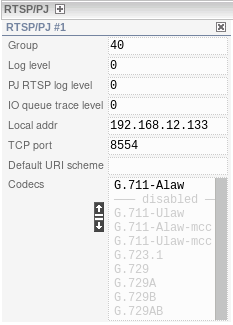 RTSP/PJ
RTSP/PJ #1
Group 40
Log level 0
PJ RTSP log level 0
IO queue trace level 0
Local addr 192.168.12.133
TCP port 8554
Default URI scheme
Codecs G.711-Alaw
disabled
G.711-Ulaw
G.711-Alaw-mcc
G.711-Ulaw-mcc
G.723.1
G.729
G.729A
G.729B
G.729AB